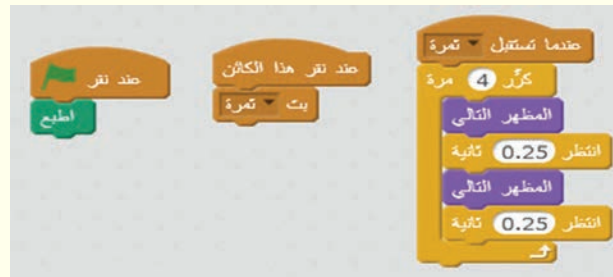 عندما تستقبل تمرة
كرّر 4 مرة
المظهر التالي
انتظر 0.25 ثانية
المظهر التالي
انتظر 0.25 ثانية
عند نقر هذا الكائن
بث تمرة
عند نقر
اطبع